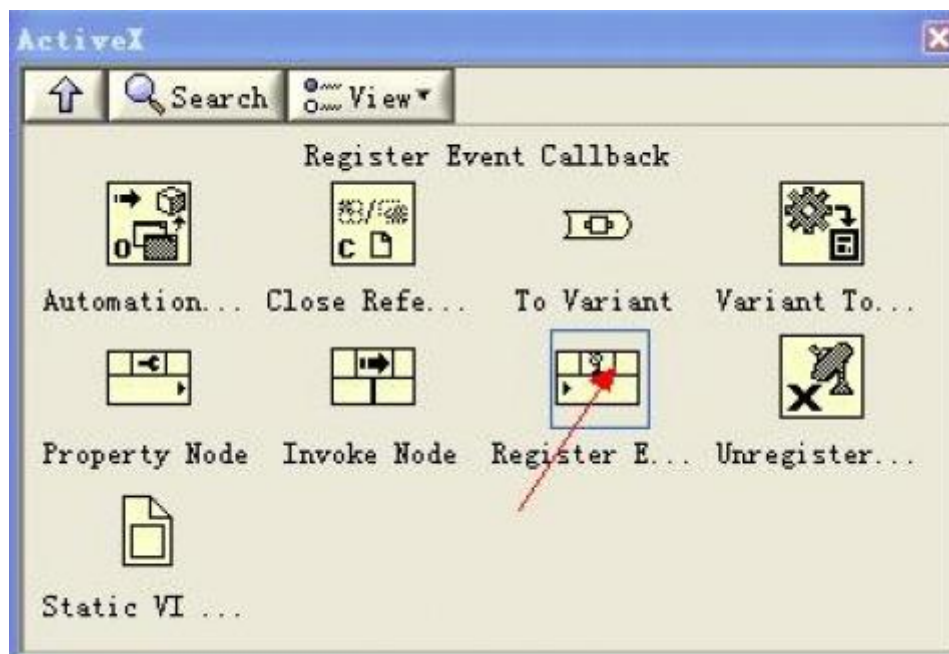 ActiveX
Search View
Register Event Callback
Automation... Close Refe... To Variant Variant To...
Property Node Invoke Node Register E... Unregister...
Static VI ...